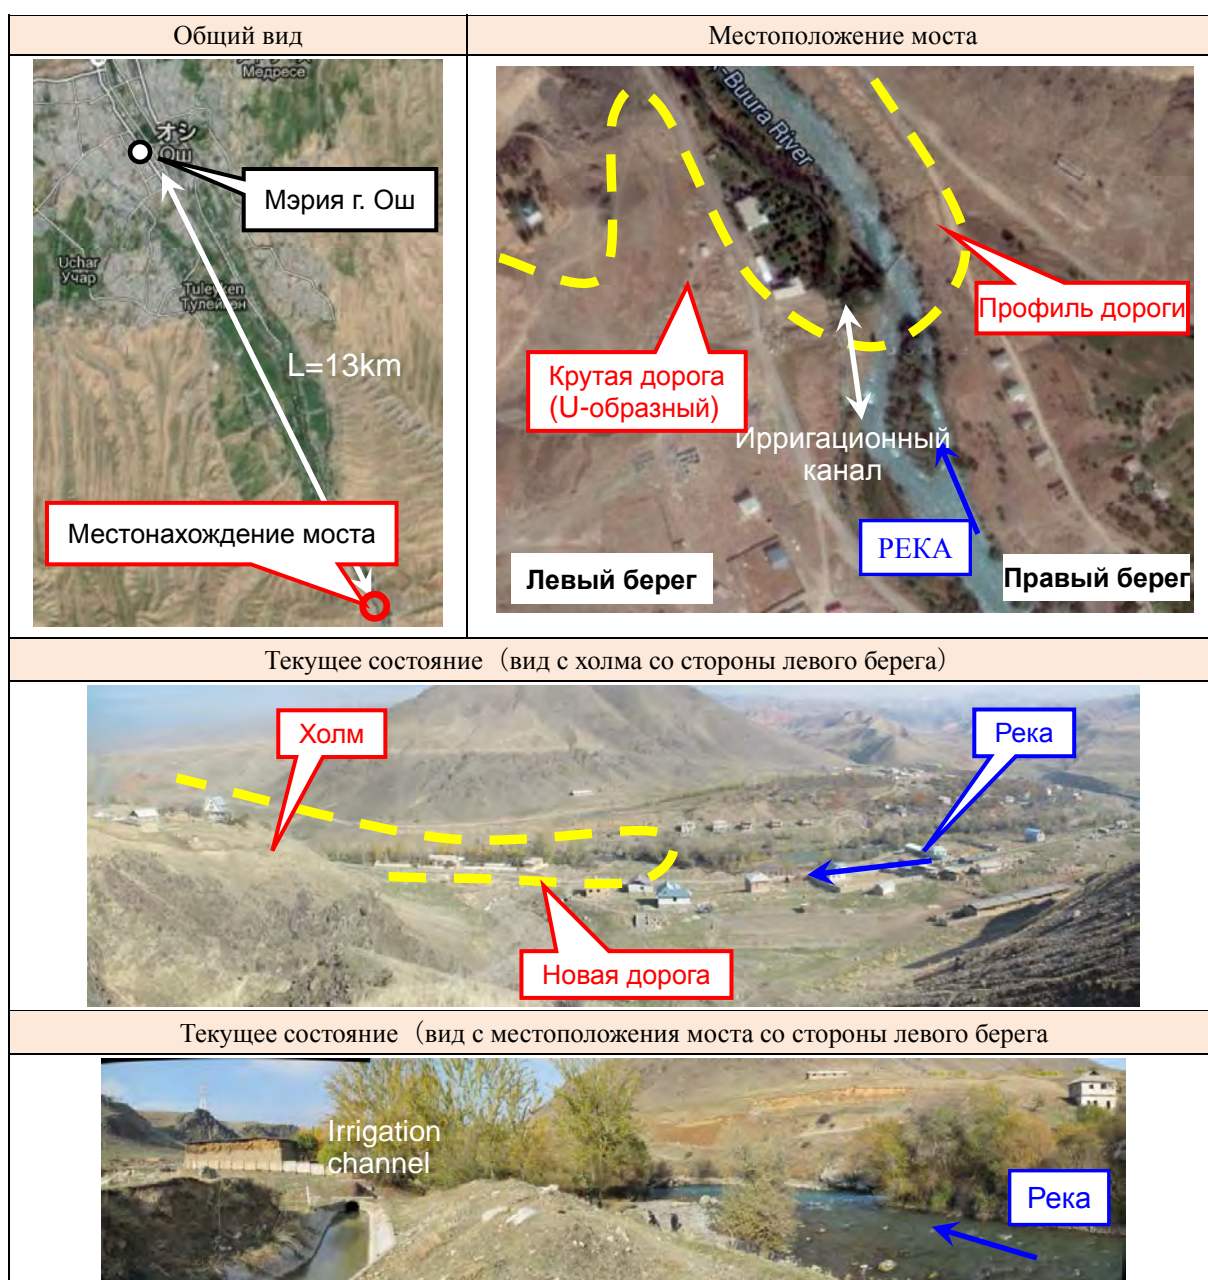 Общий вид
Местоположение моста
Медресе
オシ
Ош
Мэрия г. Ош
Uchar
Учар
Tuleyken
Тулейкен
L=13km
Местонахождение моста
-Buura River
Профиль дороги
Крутая дорога
(U-образный)
Ирригационный
канал
РЕКА
Левый берег
Правый берег
Текущее состояние（вид с холма со стороны левого берега）
Холм
Река
Новая дорога
Текущее состояние（вид с местоположения моста со стороны левого берега
Irrigation
channel
Река